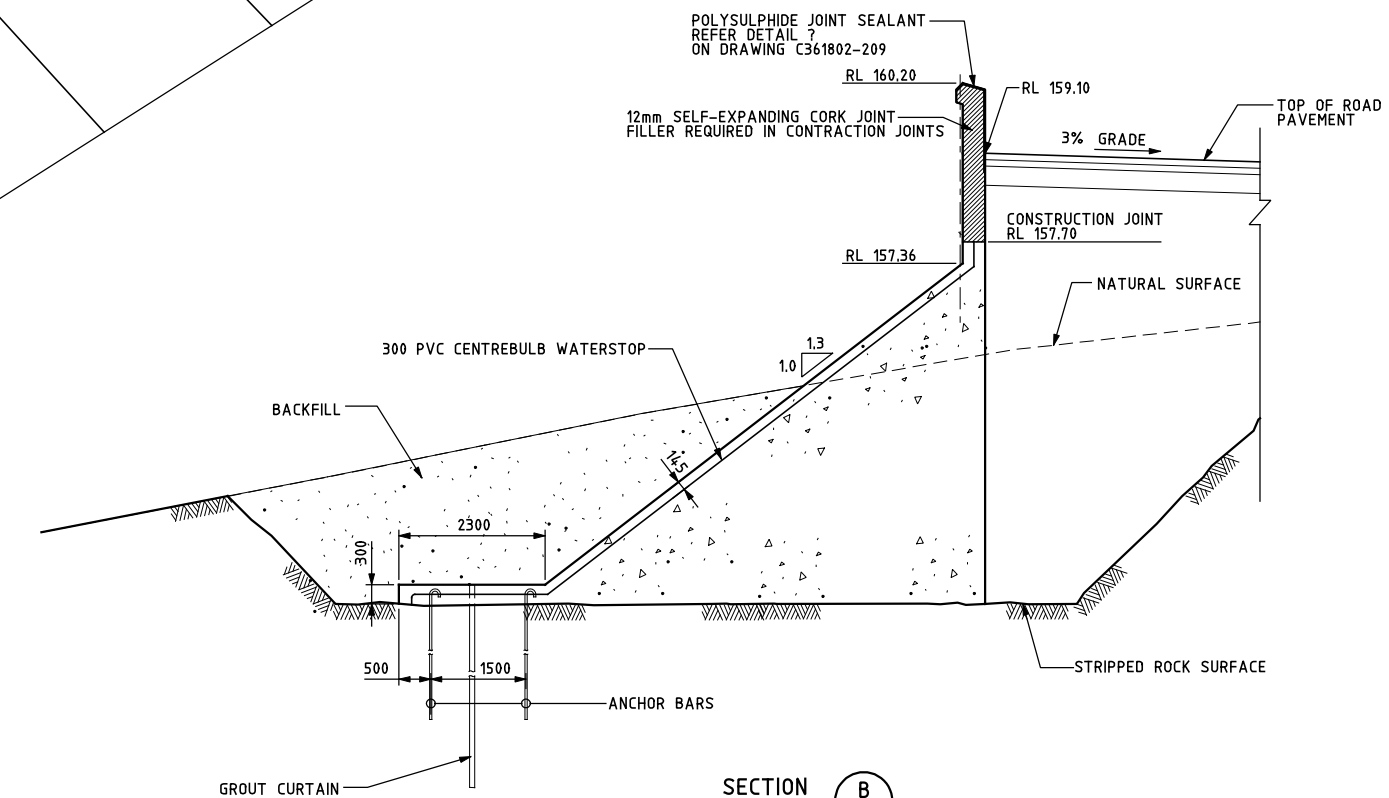 POLYSULPHIDE JOINT SEALANT
REFER DETAIL ?
ON DRAWING C361802-209
RL 160.20
RL 159.10
12mm SELF-EXPANDING CORK JOINT
FILLER REQUIRED IN CONTRACTION JOINTS
TOP OF ROAD
PAVEMENT
3% GRADE
CONSTRUCTION JOINT
RL 157.70
RL 157.36
NATURAL SURFACE
300 PVC CENTREBULB WATERSTOP
1.3
1.0
BACKFILL
145
2300
300
500
1500
STRIPPED ROCK SURFACE
ANCHOR BARS
GROUT CURTAIN
SECTION
B